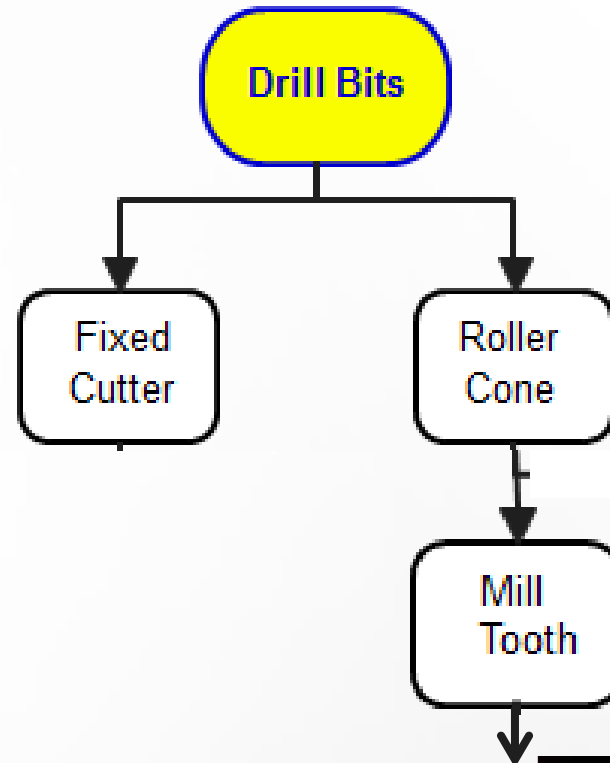 Drill Bits
Fixed
Cutter
Roller
Cone
Mill
Tooth